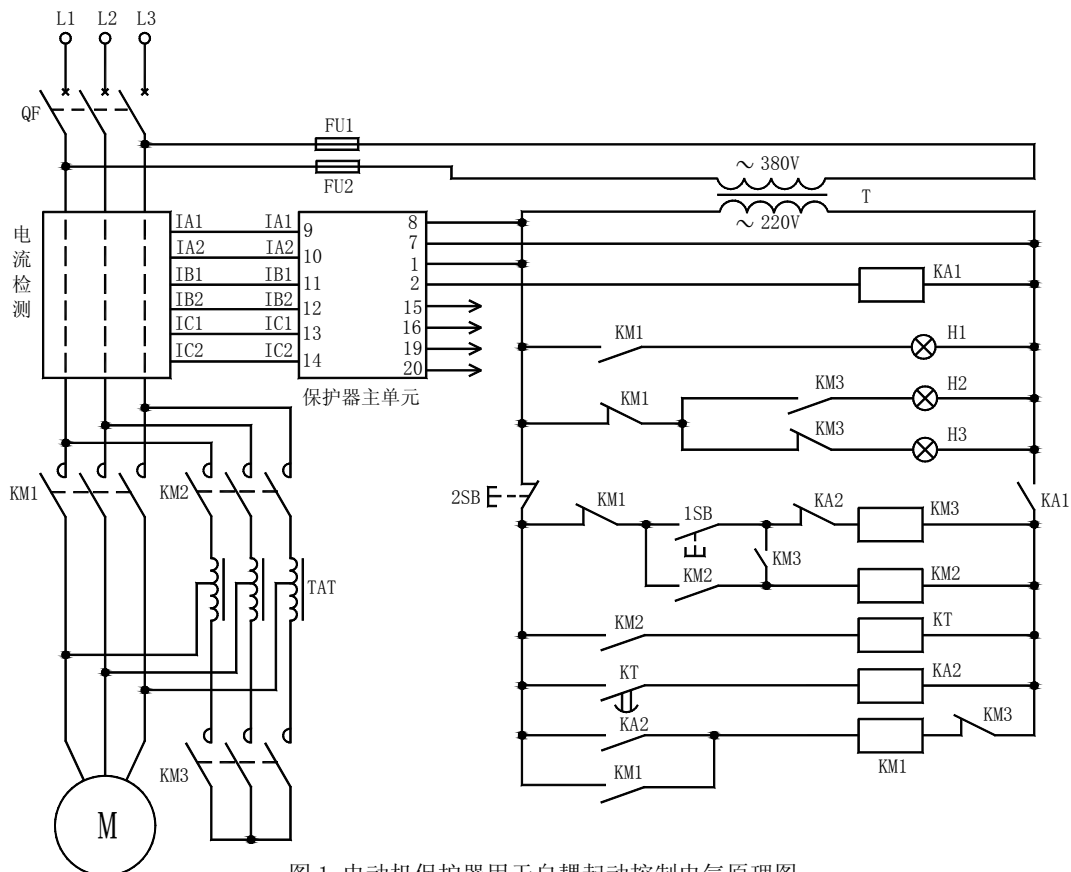 L1 L2 L3
QF
FU1
FU2
～380V
T
～220V
电流检测
IA1 IA1 9
IA2 IA2 10
IB1 IB1 11
IB2 IB2 12
IC1 IC1 13
IC2 IC2 14
8
7
1
2
15
16
19
20
保护器主单元
KA1
KM1 H1
KM1 KM3 H2
KM3 H3
KM1 KM2
2SB KM1 1SB KA2 KM3 KA1
KM3
KM2 KM2
TAT
KM2 KT
KT KA2
KA2 KM3
KM1
KM1
KM3
M
图 1 电动机保护器用于自耦起动控制电气原理图